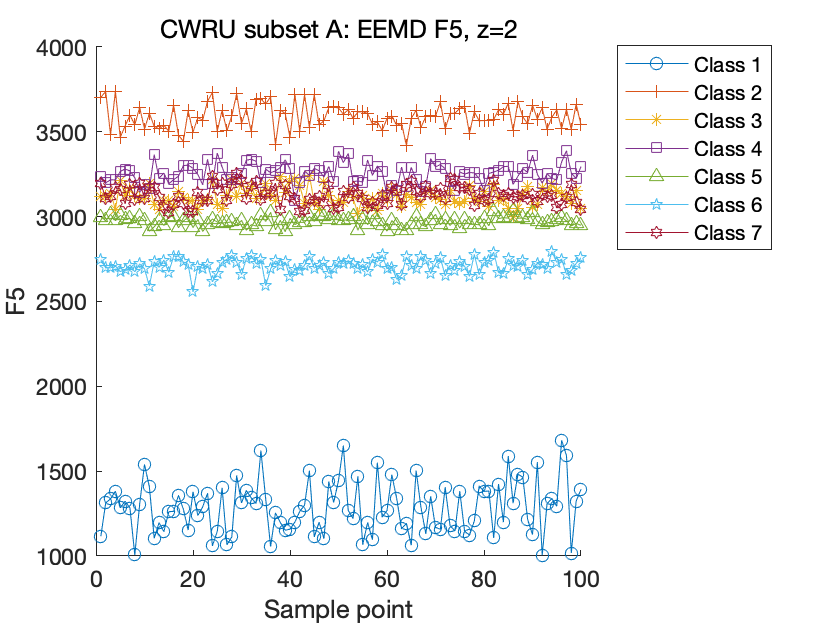 CWRU subset A: EEMD F5, z=2
4000
3500
3000
2500
2000
1500
1000
F5
0 20 40 60 80 100
Sample point
Class 1
Class 2
Class 3
Class 4
Class 5
Class 6
Class 7